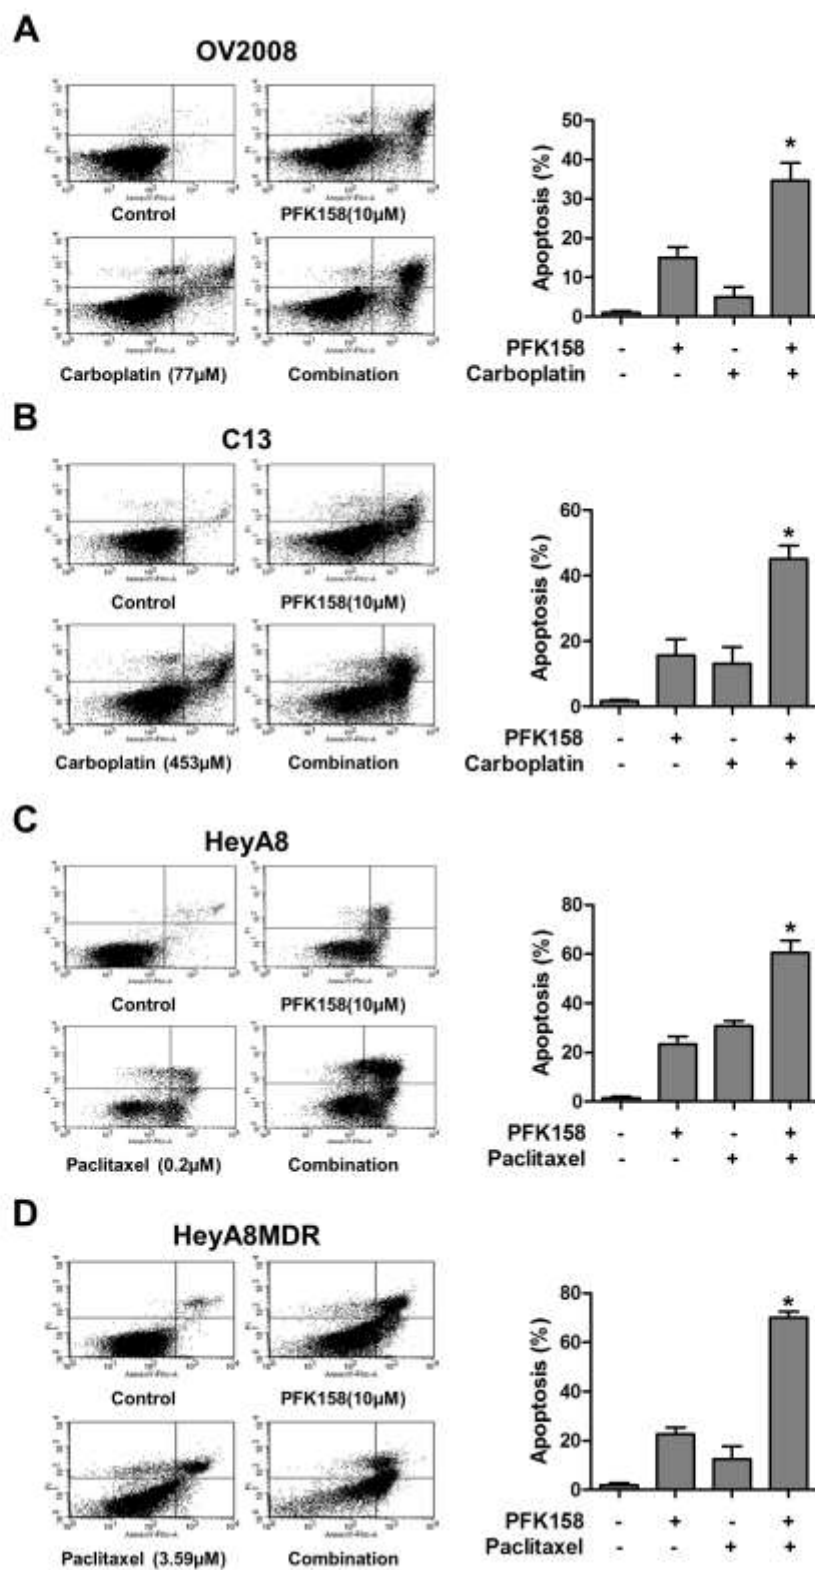 A
OV2008
Control
PFK158(10μM)
Carboplatin (77μM)
Combination
Apoptosis (%)
50
40
30
20
10
0
*
PFK158 - + - +
Carboplatin - - + +
B
C13
Control
PFK158(10μM)
Carboplatin (453μM)
Combination
Apoptosis (%)
60
40
20
0
*
PFK158 - + - +
Carboplatin - - + +
C
HeyA8
Control
PFK158(10μM)
Paclitaxel (0.2μM)
Combination
Apoptosis (%)
80
60
40
20
0
*
PFK158 - + - +
Paclitaxel - - + +
D
HeyA8MDR
Control
PFK158(10μM)
Paclitaxel (3.59μM)
Combination
Apoptosis (%)
80
60
40
20
0
*
PFK158 - + - +
Paclitaxel - - + +